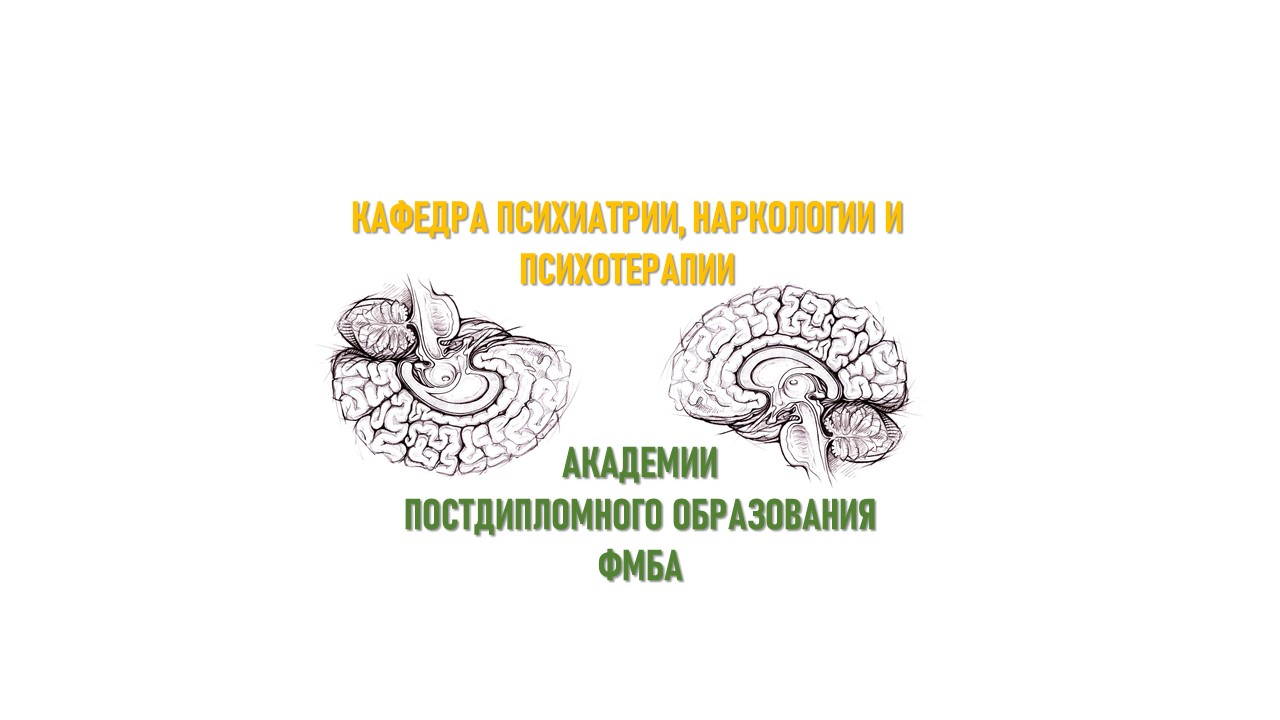 КАФЕДРА ПСИХИАТРИИ, НАРКОЛОГИИ И
ПСИХОТЕРАПИИ
АКАДЕМИИ
ПОСТДИПЛОМНОГО ОБРАЗОВАНИЯ
ФМБА